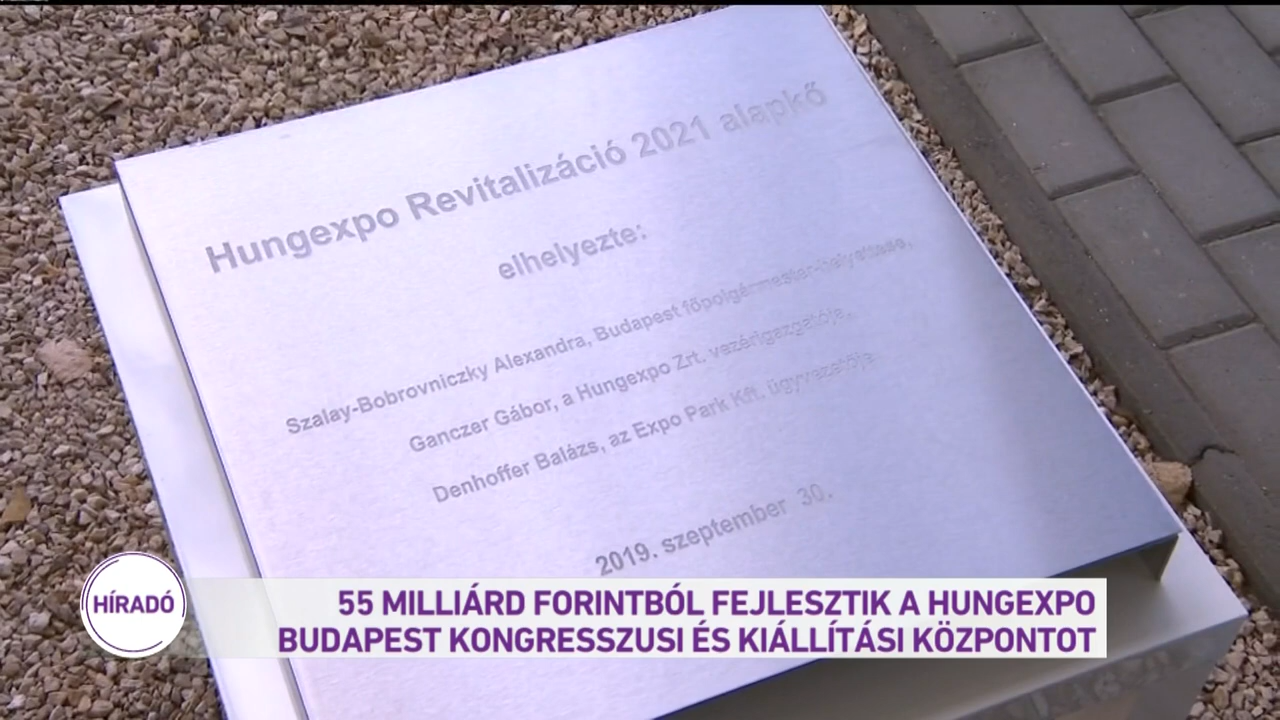 Hungexpo Revitalizáció 2021 alapkő
elhelyezte:
Szalay-Bobrovniczky Alexandra, Budapest főpolgármester-helyettese,
Ganczer Gábor, a Hungexpo Zrt. vezérigazgatója,
Denhoffer Balázs, az Expo Park Kft. ügyvezetője
2019. szeptember 30.
HÍRADÓ
55 MILLIÁRD FORINTBÓL FEJLESZTIK A HUNGEXPO
BUDAPEST KONGRESSZUSI ÉS KIÁLLÍTÁSI KÖZPONTOT